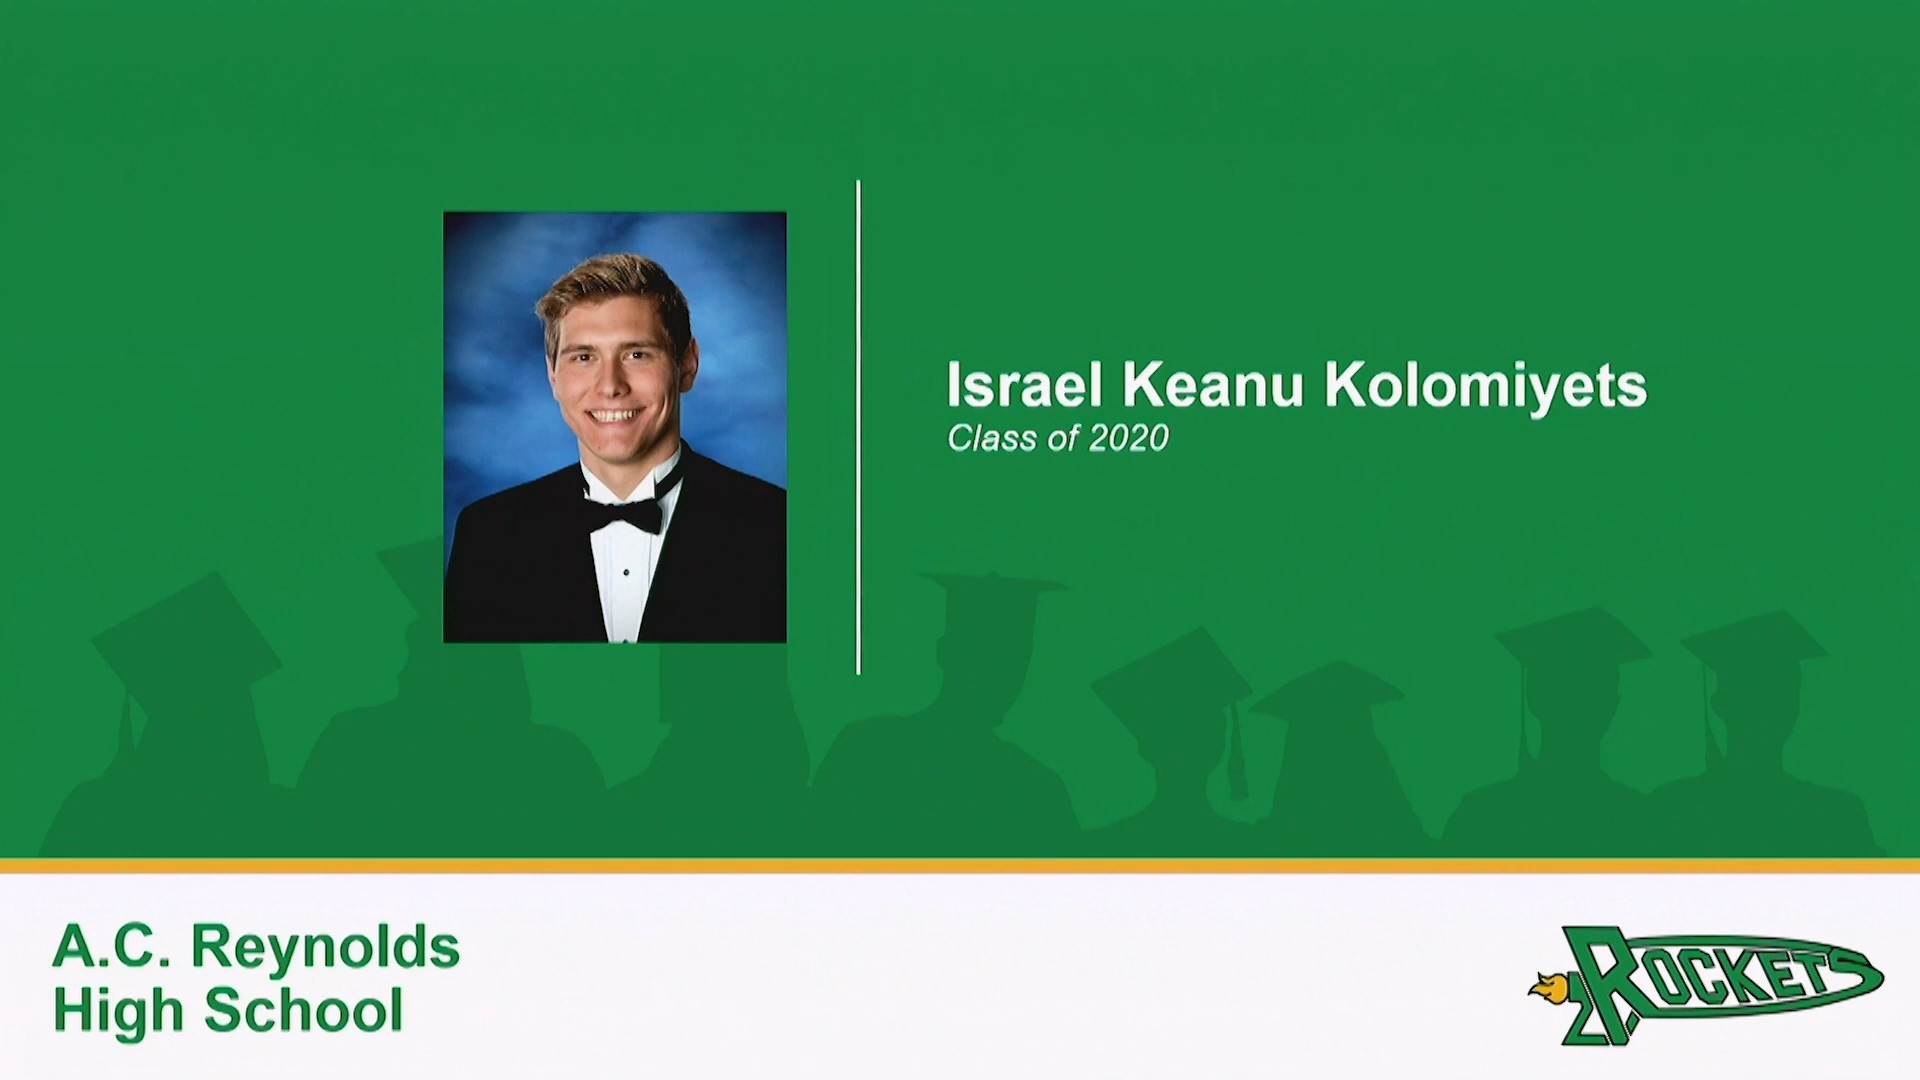 Israel Keanu Kolomiyets
Class of 2020
A.C. Reynolds
High School
ROCKETS